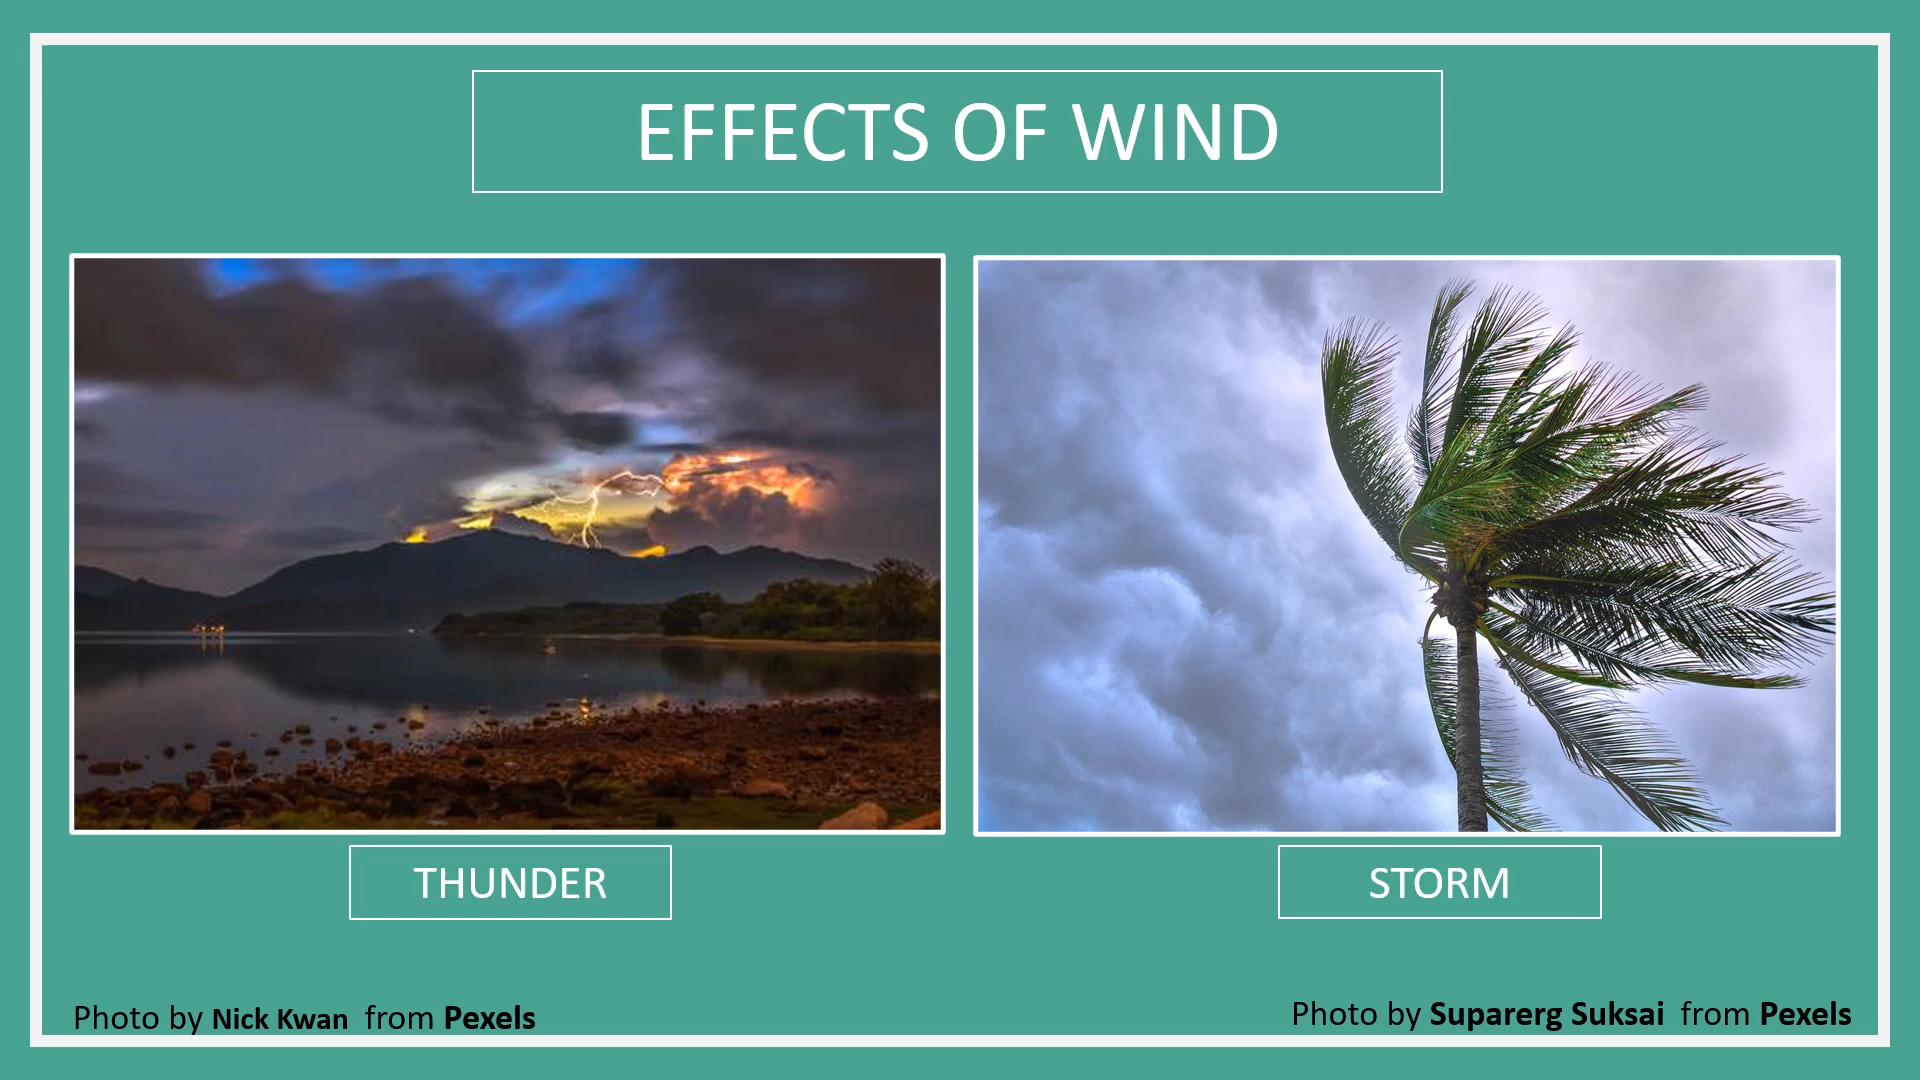 EFFECTS OF WIND
THUNDER
STORM
Photo by Nick Kwan from Pexels
Photo by Suparerg Suksai from Pexels